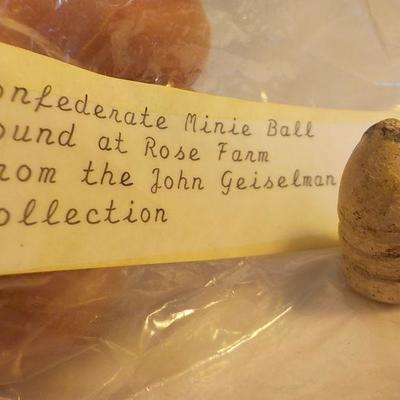 onfederate Minie Ball
ound at Rose Farm
rom the John Geiselman
ollection